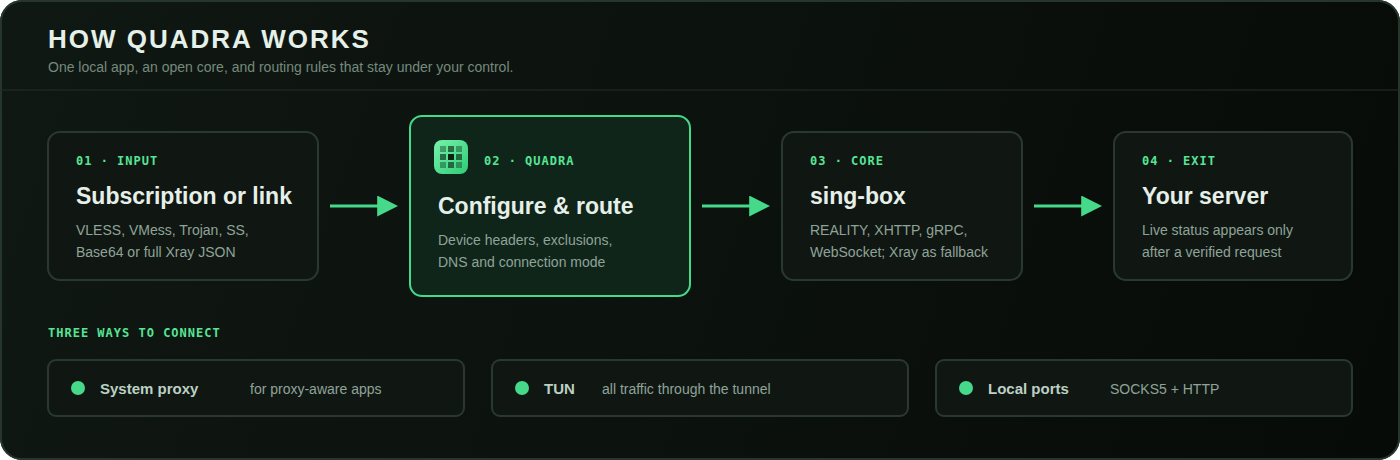 HOW QUADRA WORKS
One local app, an open core, and routing rules that stay under your control.
01 · INPUT
Subscription or link
VLESS, VMess, Trojan, SS,
Base64 or full Xray JSON
02 · QUADRA
Configure & route
Device headers, exclusions,
DNS and connection mode
03 · CORE
sing-box
REALITY, XHTTP, gRPC,
WebSocket; Xray as fallback
04 · EXIT
Your server
Live status appears only
after a verified request
THREE WAYS TO CONNECT
System proxy for proxy-aware apps
TUN all traffic through the tunnel
Local ports SOCKS5 + HTTP